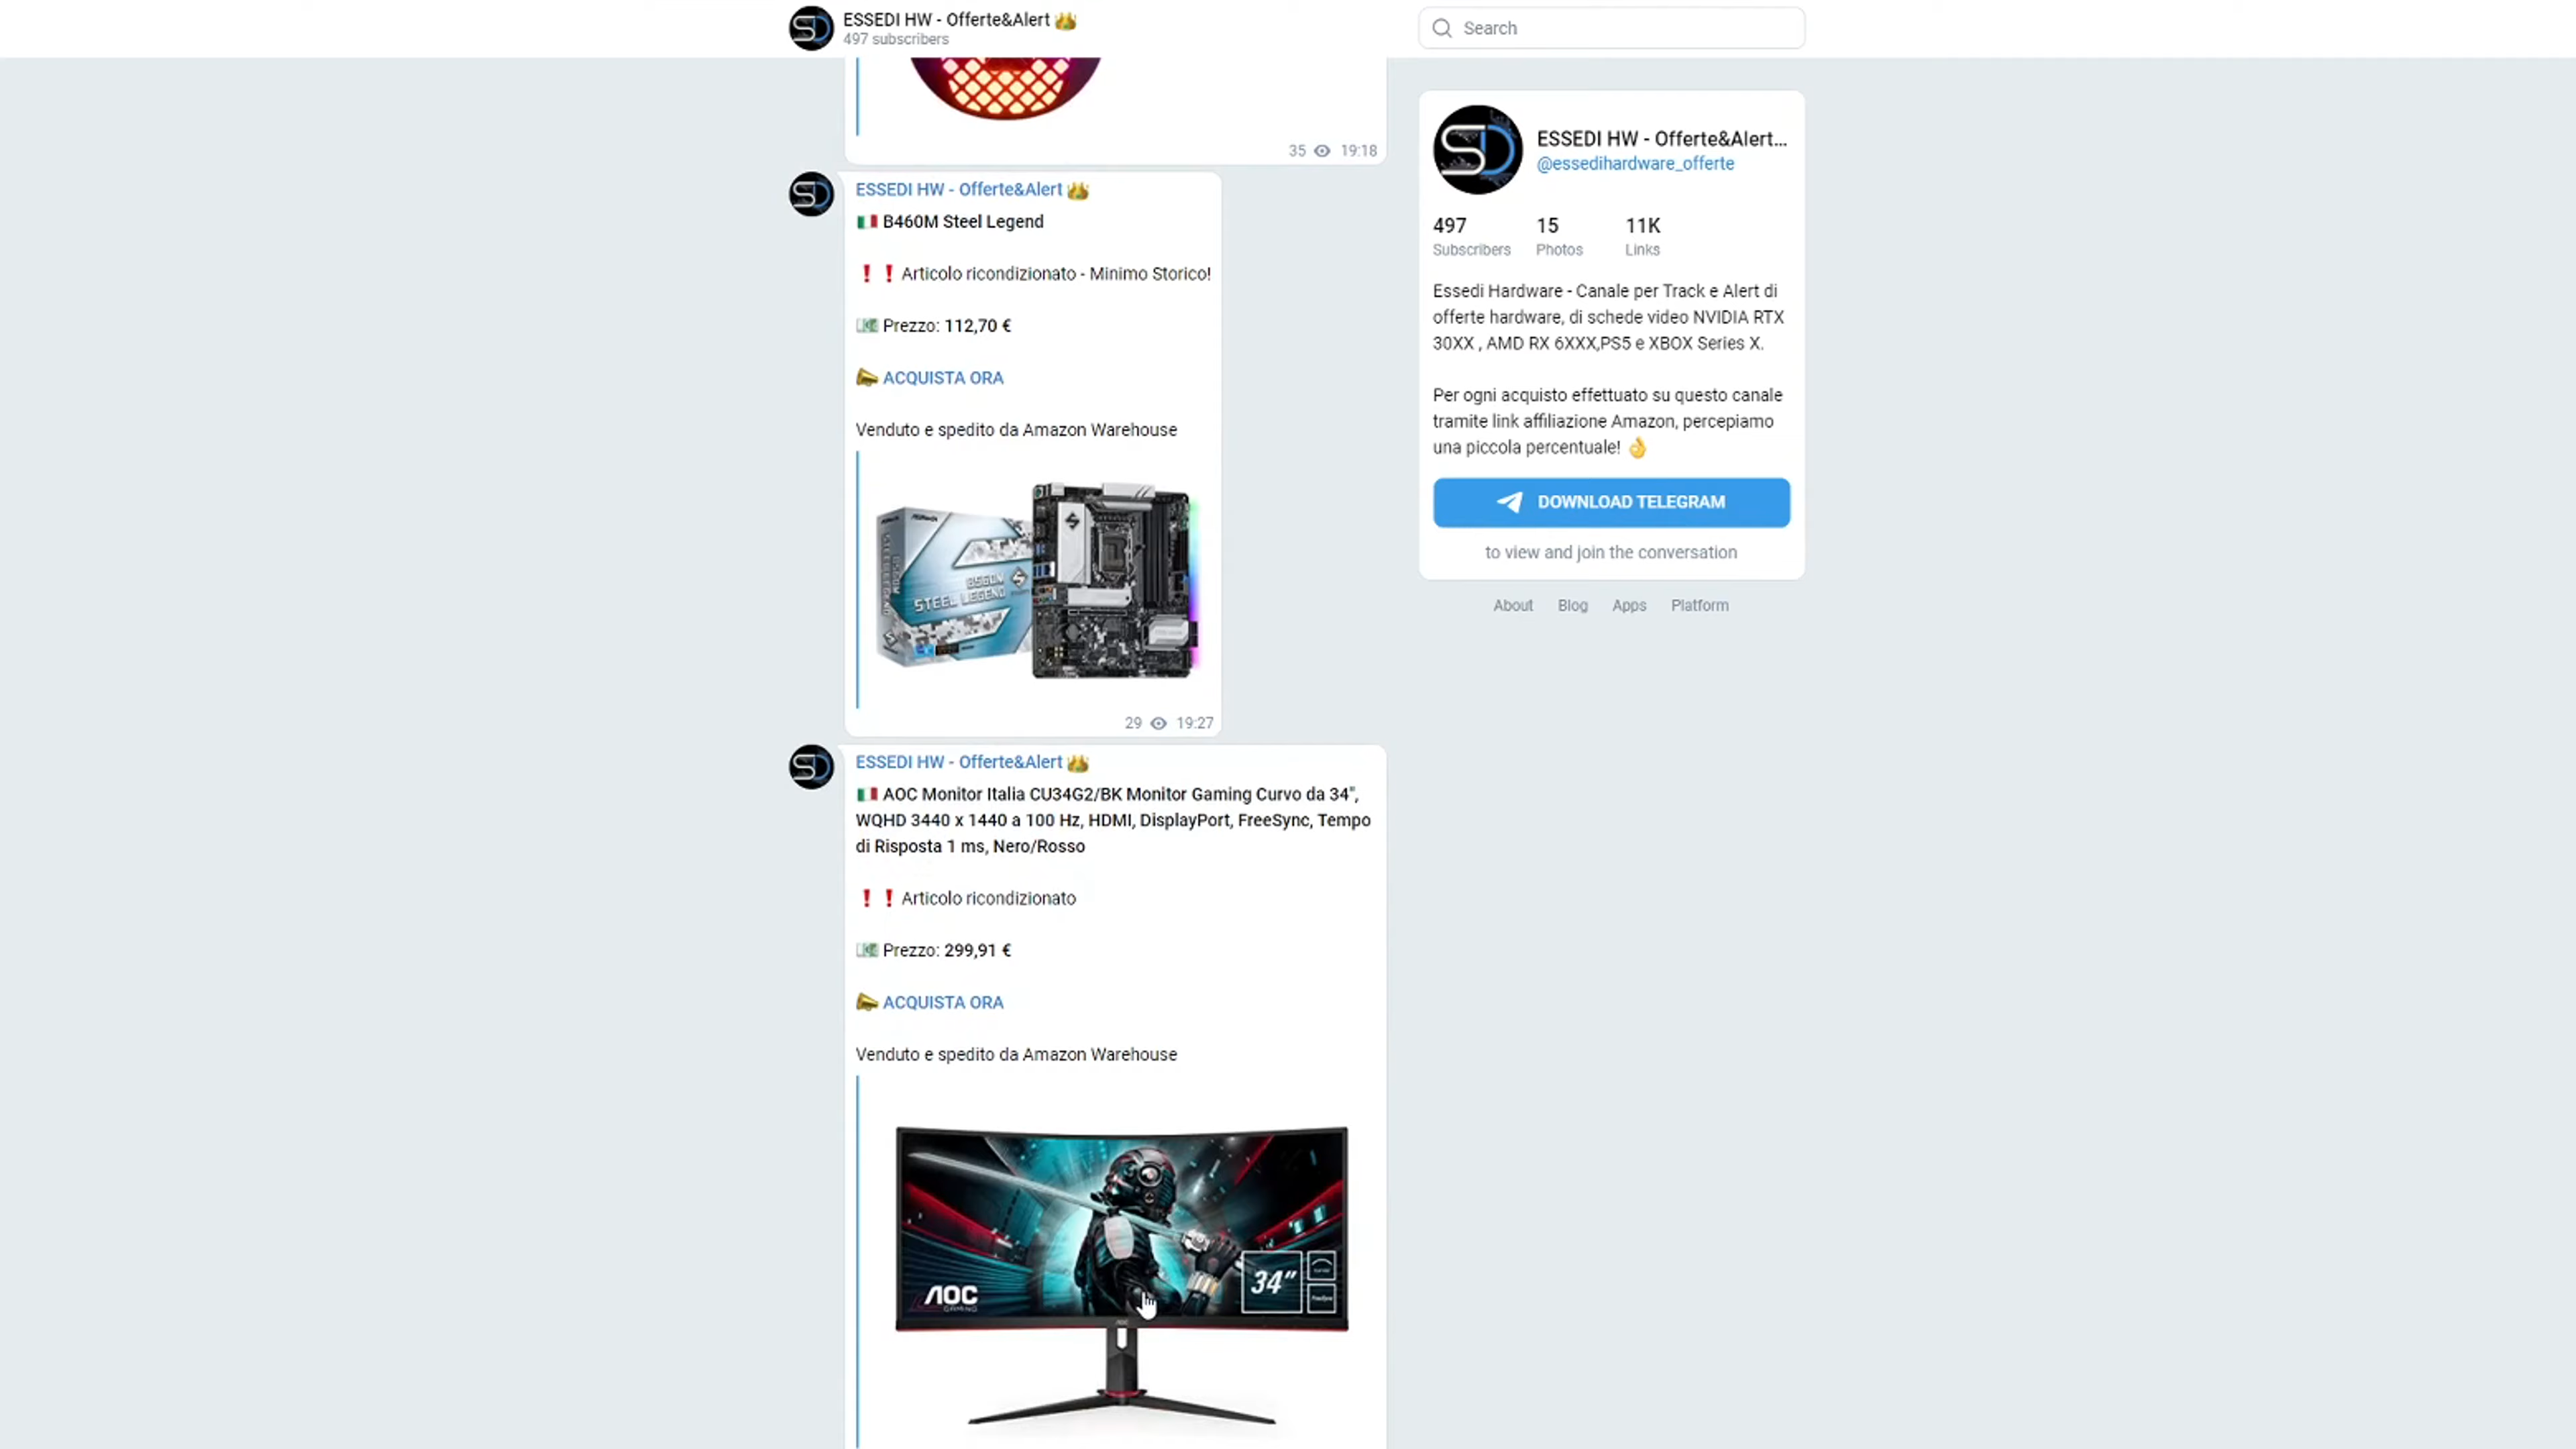 ESSEDI HW - Offerte&Alert 👑
497 subscribers
Search
35 19:18
ESSEDI HW - Offerte&Alert 👑
🇮🇹 B460M Steel Legend
❗❗ Articolo ricondizionato - Minimo Storico!
💶 Prezzo: 112,70 €
📣 ACQUISTA ORA
Venduto e spedito da Amazon Warehouse
B560M
STEEL LEGEND
29 19:27
ESSEDI HW - Offerte&Alert 👑
🇮🇹 AOC Monitor Italia CU34G2/BK Monitor Gaming Curvo da 34",
WQHD 3440 x 1440 a 100 Hz, HDMI, DisplayPort, FreeSync, Tempo
di Risposta 1 ms, Nero/Rosso
❗❗ Articolo ricondizionato
💶 Prezzo: 299,91 €
📣 ACQUISTA ORA
Venduto e spedito da Amazon Warehouse
AOC
GAMING
34"
ESSEDI HW - Offerte&Alert...
@essedihardware_offerte
497 15 11K
Subscribers Photos Links
Essedi Hardware - Canale per Track e Alert di
offerte hardware, di schede video NVIDIA RTX
30XX , AMD RX 6XXX,PS5 e XBOX Series X.
Per ogni acquisto effettuato su questo canale
tramite link affiliazione Amazon, percepiamo
una piccola percentuale! 👌
DOWNLOAD TELEGRAM
to view and join the conversation
About Blog Apps Platform